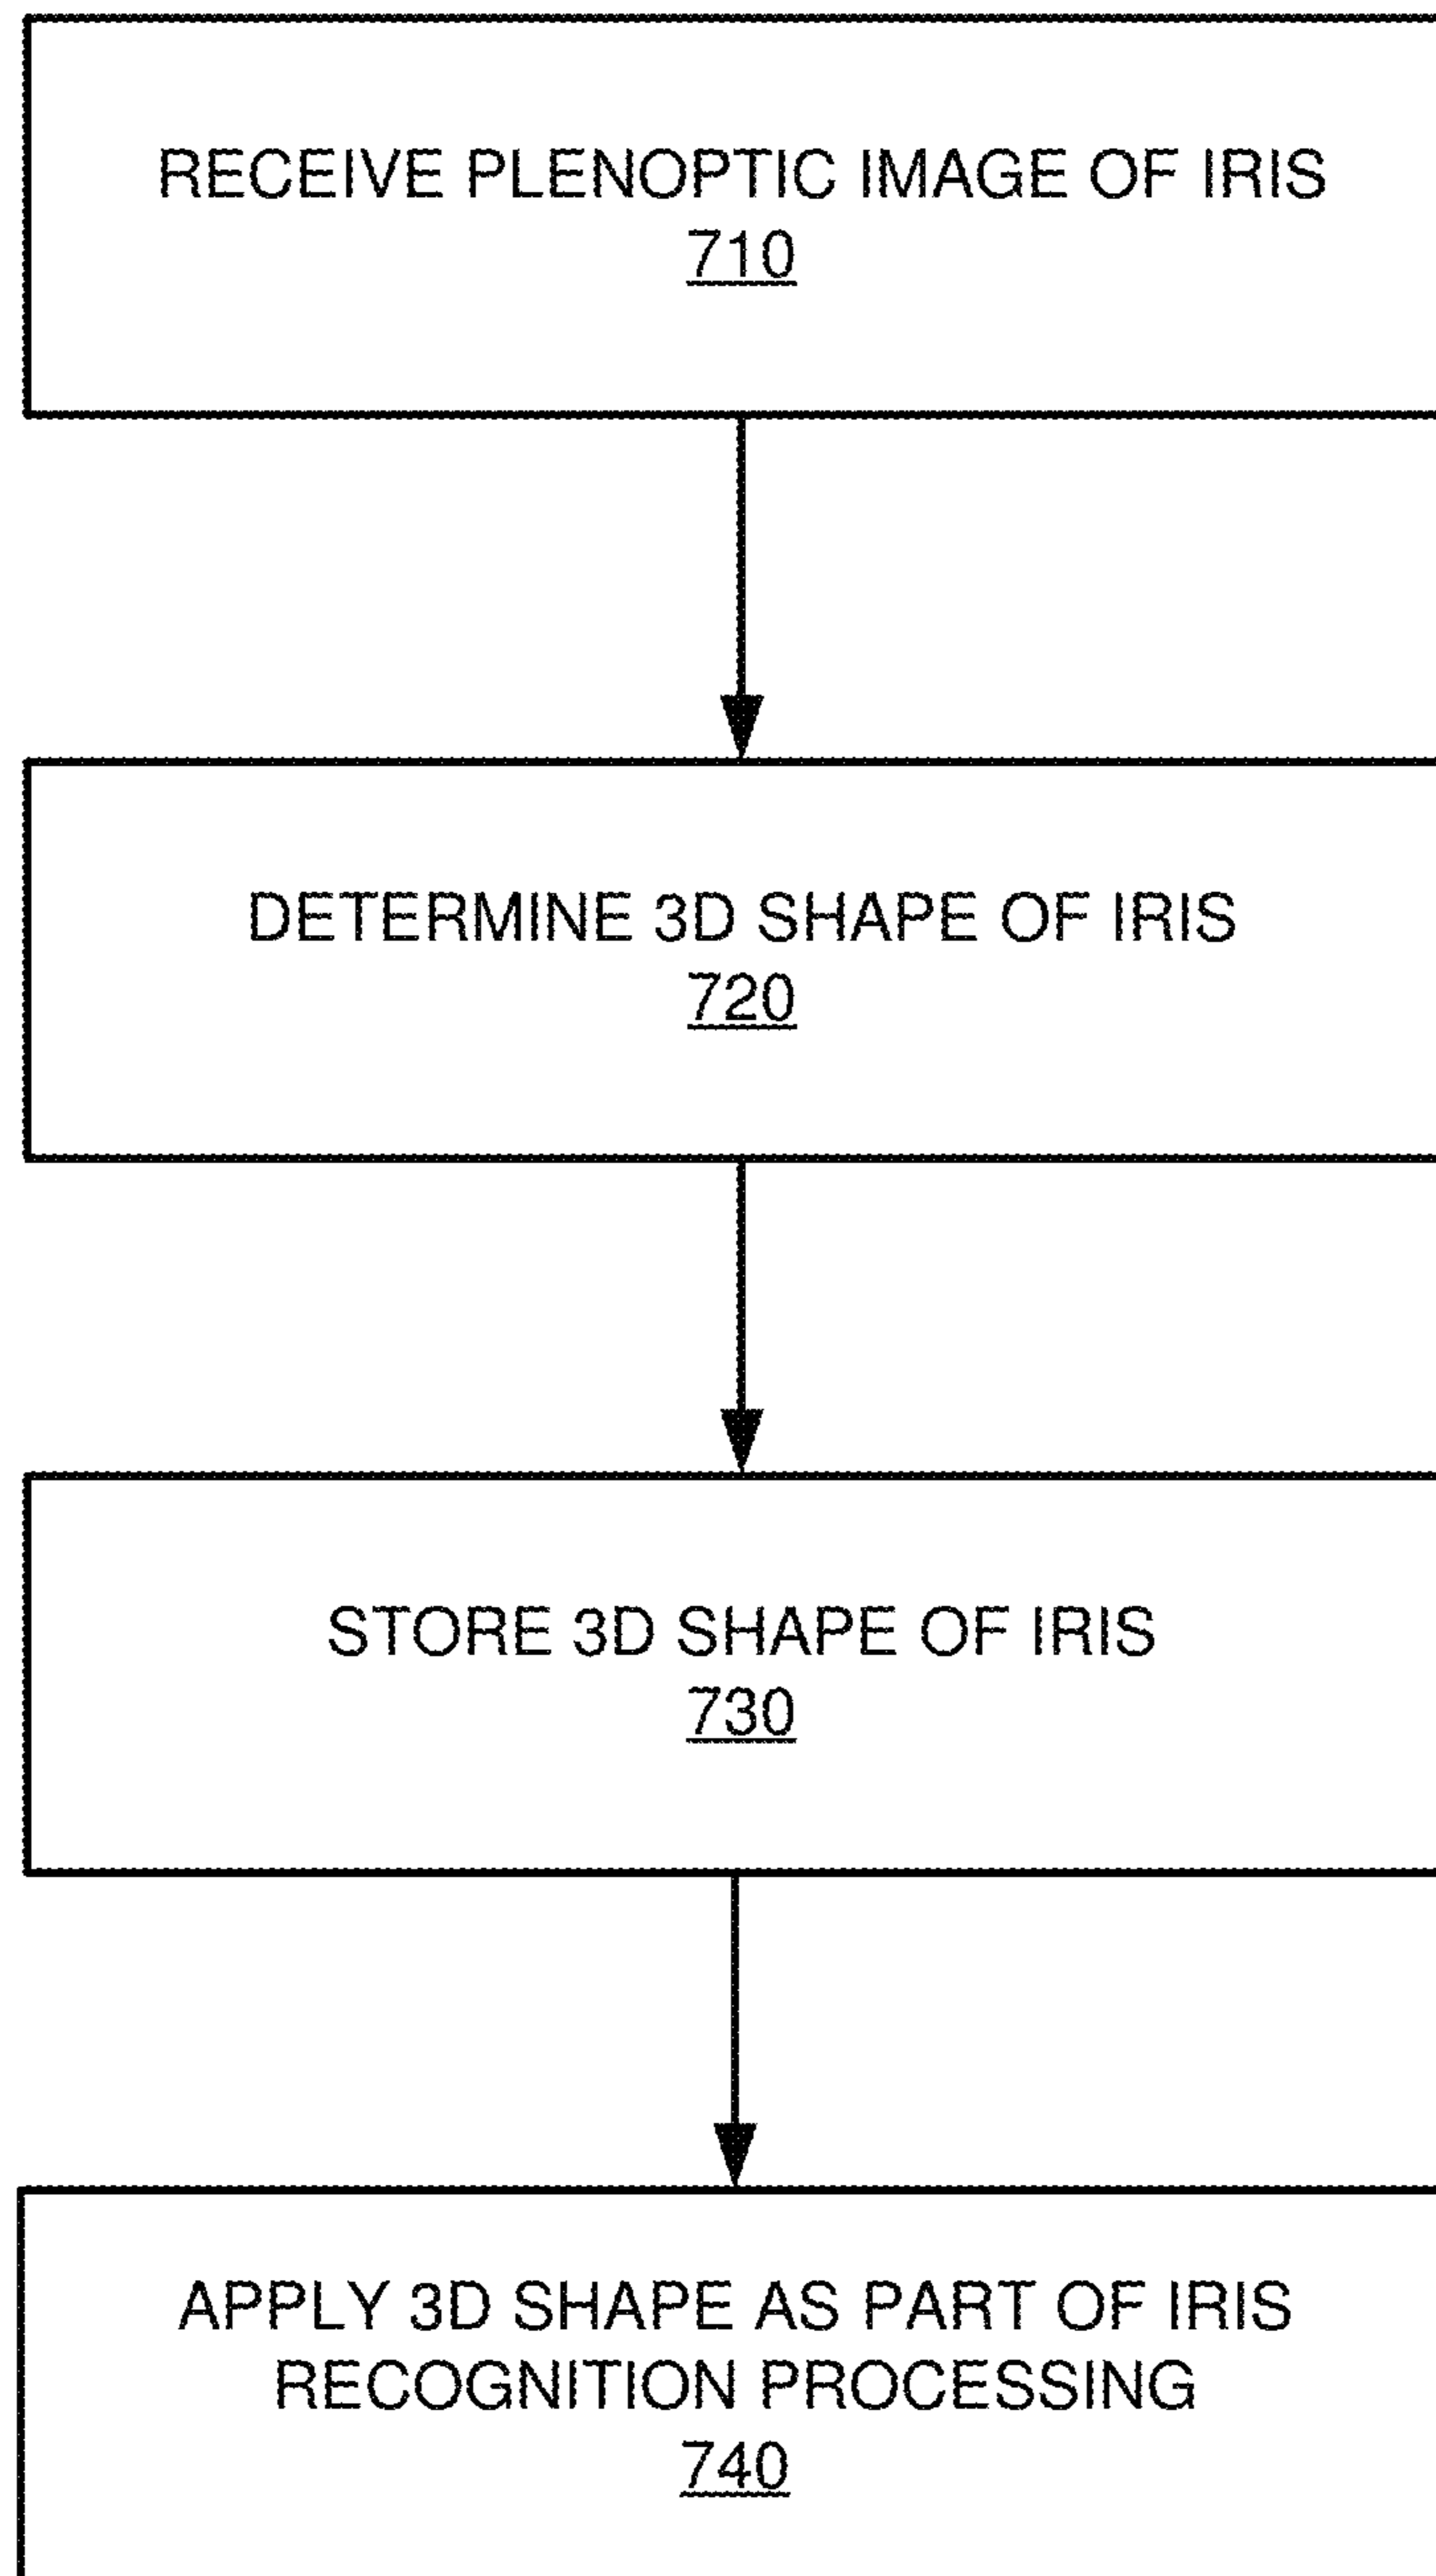 RECEIVE PLENOPTIC IMAGE OF IRIS
710
DETERMINE 3D SHAPE OF IRIS
720
STORE 3D SHAPE OF IRIS
730
APPLY 3D SHAPE AS PART OF IRIS
RECOGNITION PROCESSING
740